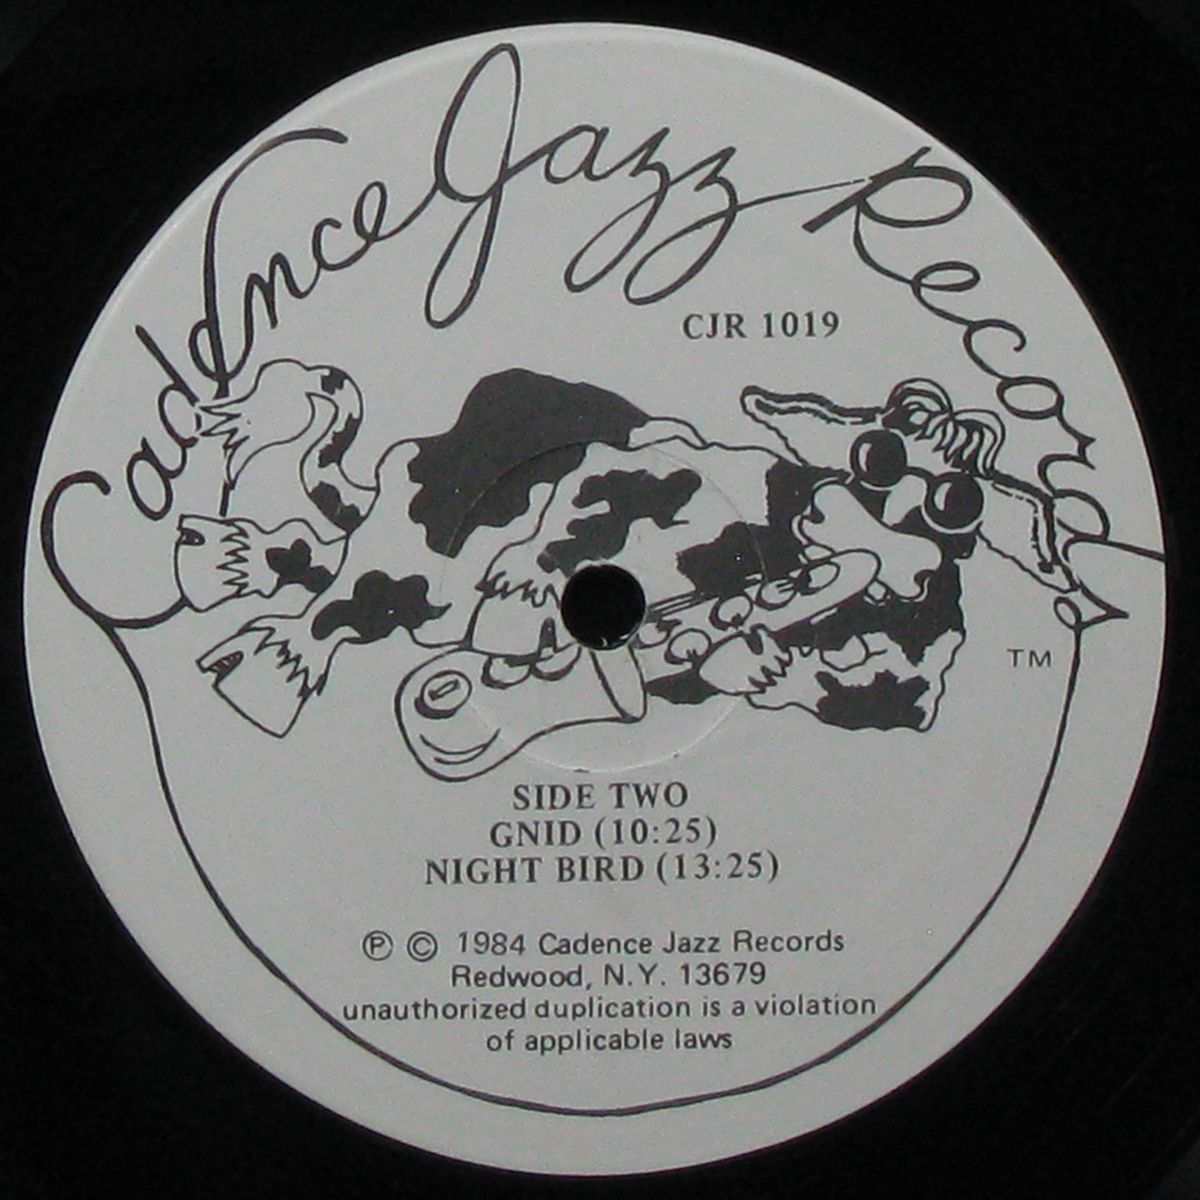 Cadence Jazz Records
CJR 1019
TM
SIDE TWO
GNID (10:25)
NIGHT BIRD (13:25)
Ⓟ © 1984 Cadence Jazz Records
Redwood, N.Y. 13679
unauthorized duplication is a violation
of applicable laws